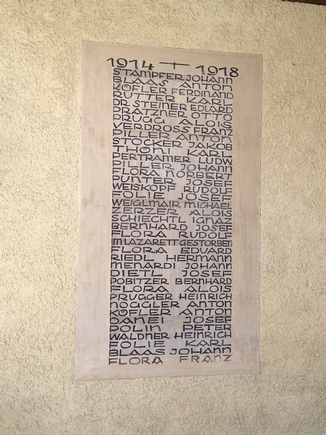 1914 + 1918
STAMPFER JOHANN
BLAAS ANTON
KOFLER FERDINAND
RUTTER KARL
DR STEINER EDUARD
PRATZNER OTTO
DRUGG ALOIS
VERDROSS FRANZ
PILLER ANTON
STOCKER JAKOB
THÖNI KARL
PERTRAMER LUDW
PILLER JOHANN
FLORA NORBERT
PUNTER JOSEF
WEISKOPF RUDOLF
FOLIE JOSEF
WEIGLMAIR MICHAEL
ZERZER ALOIS
SCHIECHTL IGNAZ
BERNHARD JOSEF
FLORA RUDOLF
IM LAZARETT GESTORBEN
FLORA EDUARD
RIEDL HERMANN
MENARDI JOHANN
DIETL JOSEF
POBITZER BERNHARD
FLORA ALOIS
PRUGGER HEINRICH
NOGGLER ANTON
KOFLER ANTON
DANEI JOSEF
POLIN PETER
WALDNER HEINRICH
FOLIE KARL
BLAAS JOHANN
FLORA FRANZ